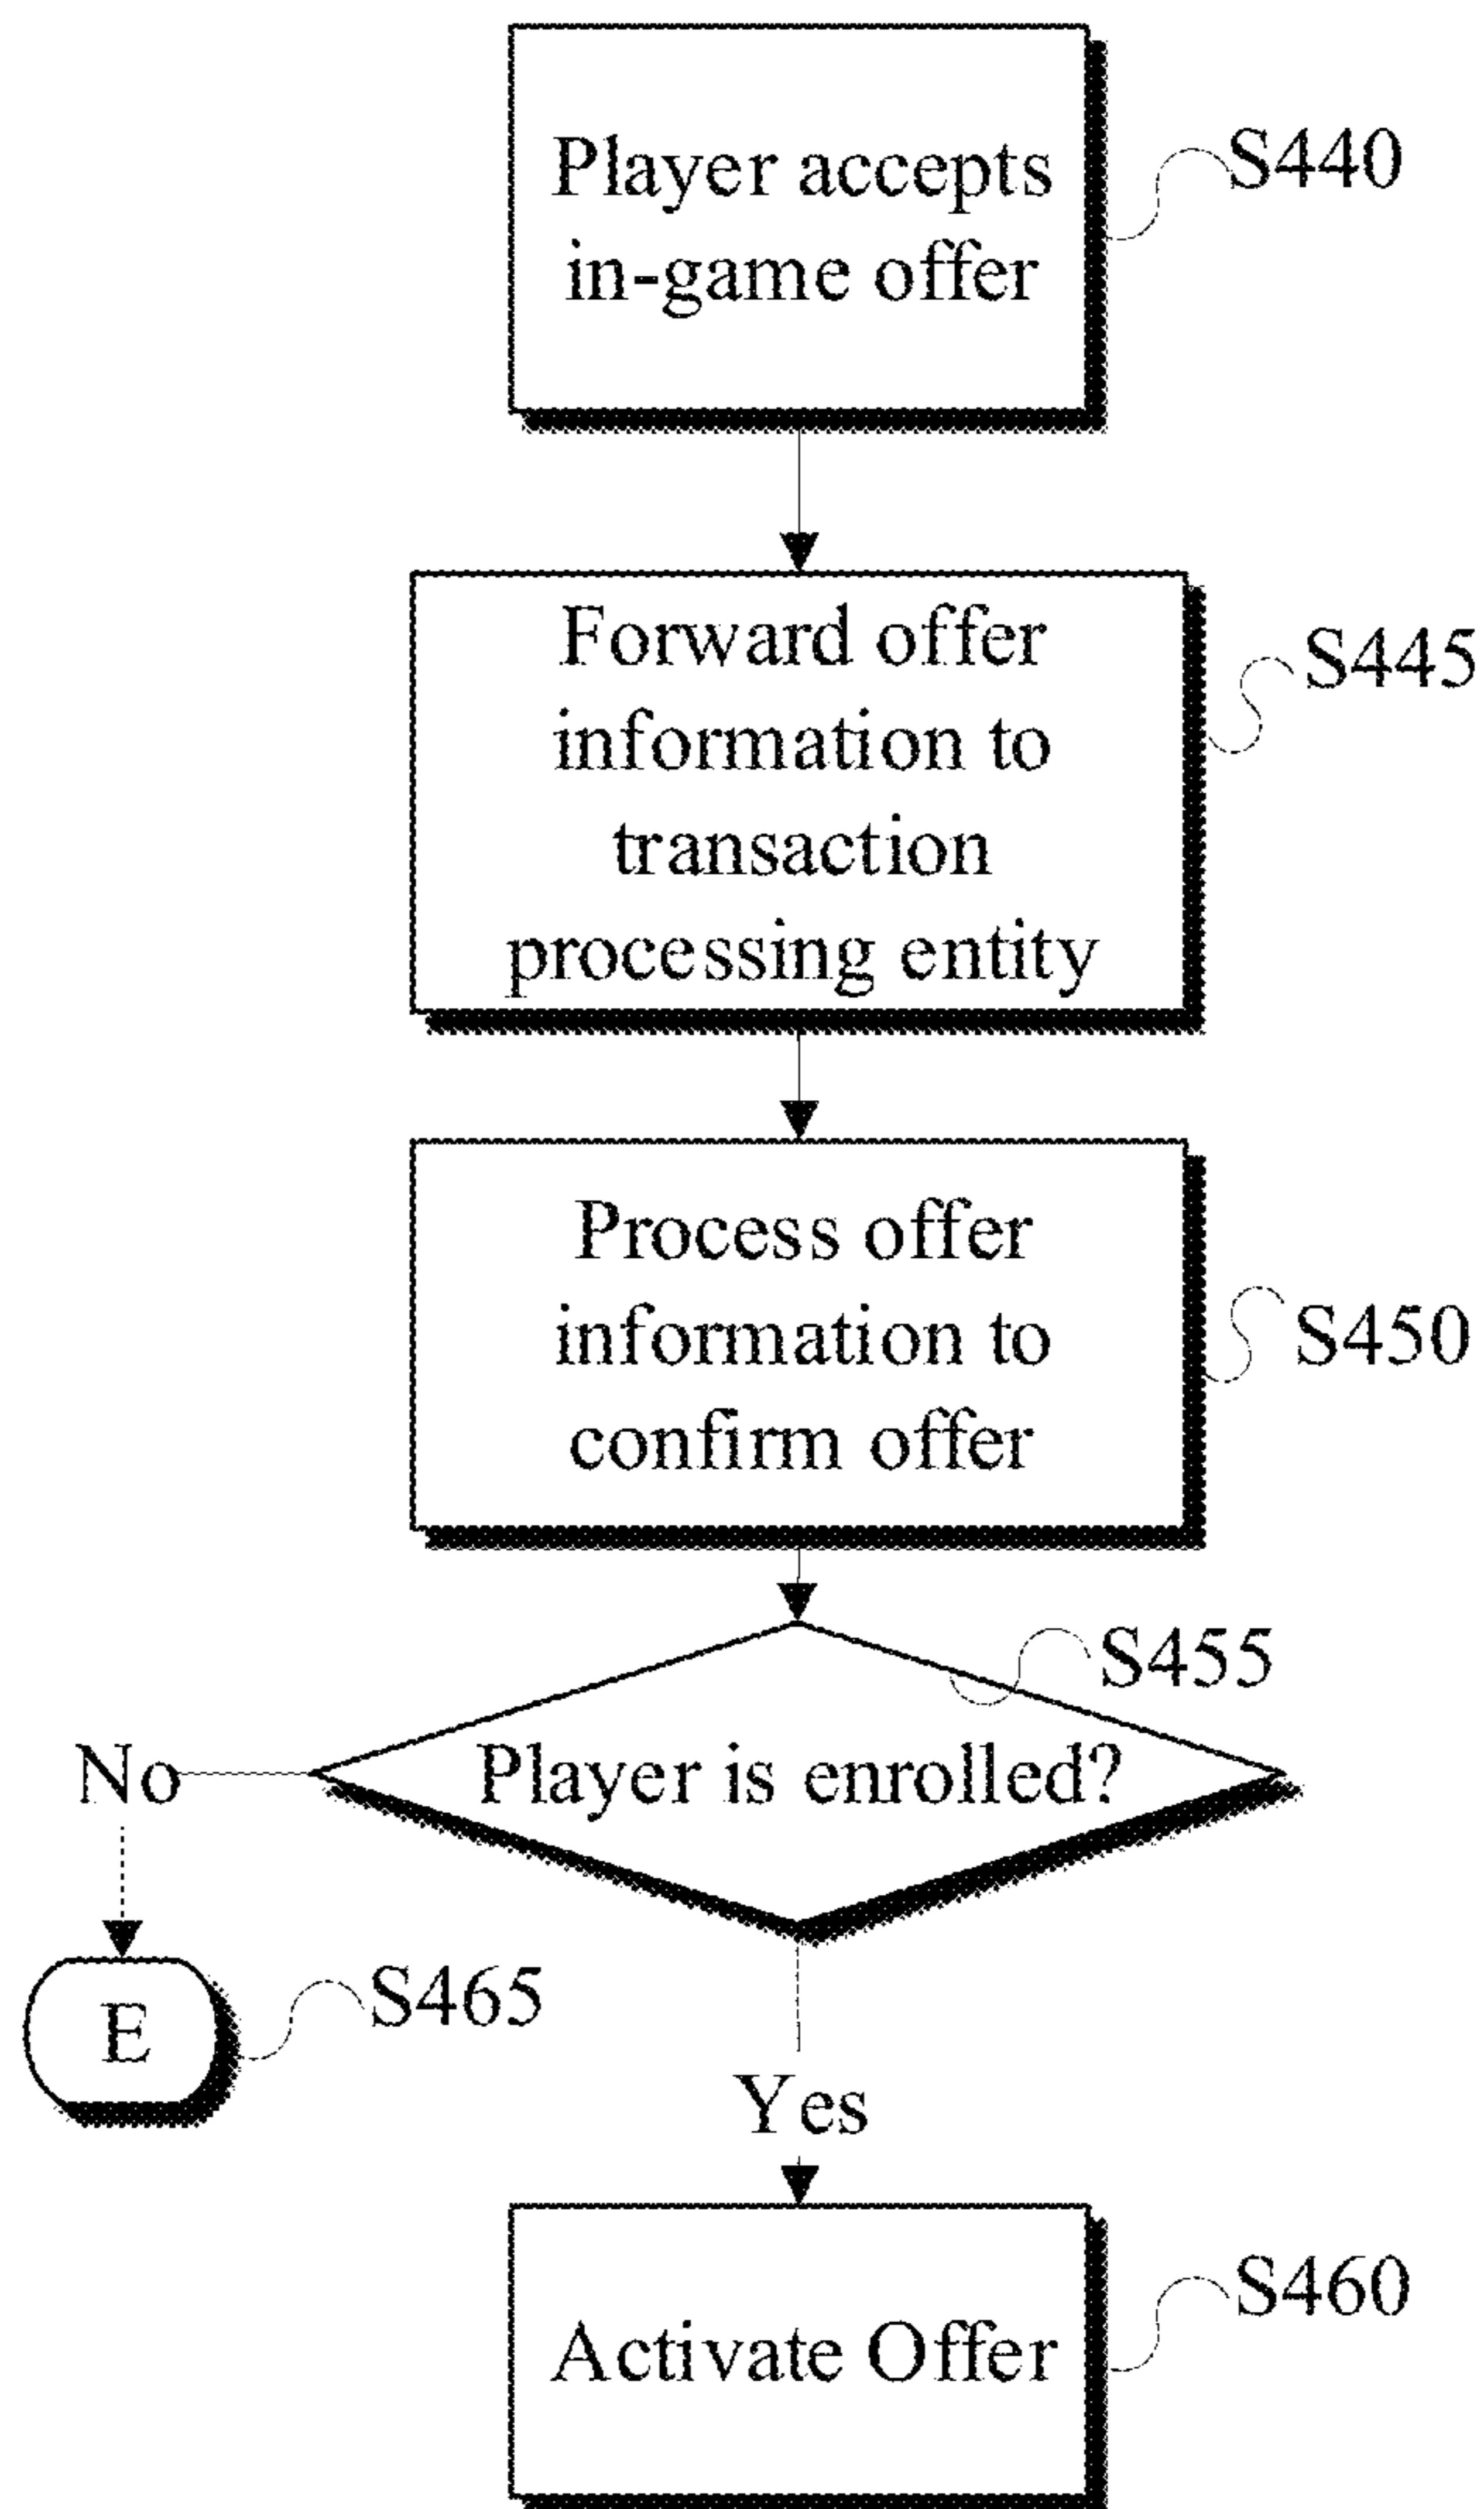 Player accepts
in-game offer
S440
Forward offer
information to
transaction
processing entity
S445
Process offer
information to
confirm offer
S450
S455
Player is enrolled?
No
E
S465
Yes
Activate Offer
S460